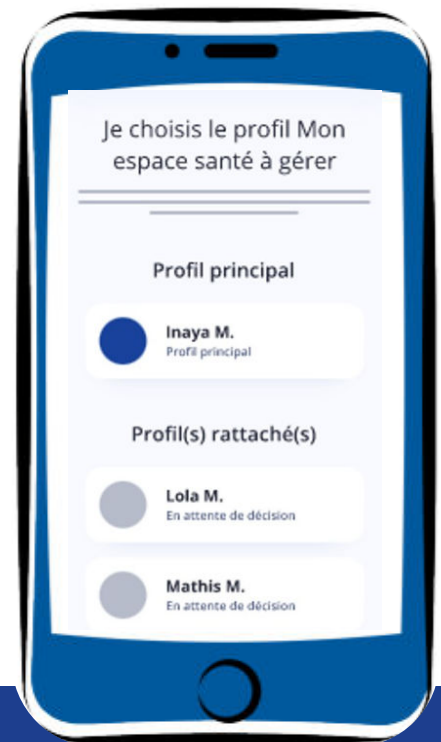 Je choisis le profil Mon
espace santé à gérer
Profil principal
Inaya M.
Profil principal
Profil(s) rattaché(s)
Lola M.
En attente de décision
Mathis M.
En attente de décision